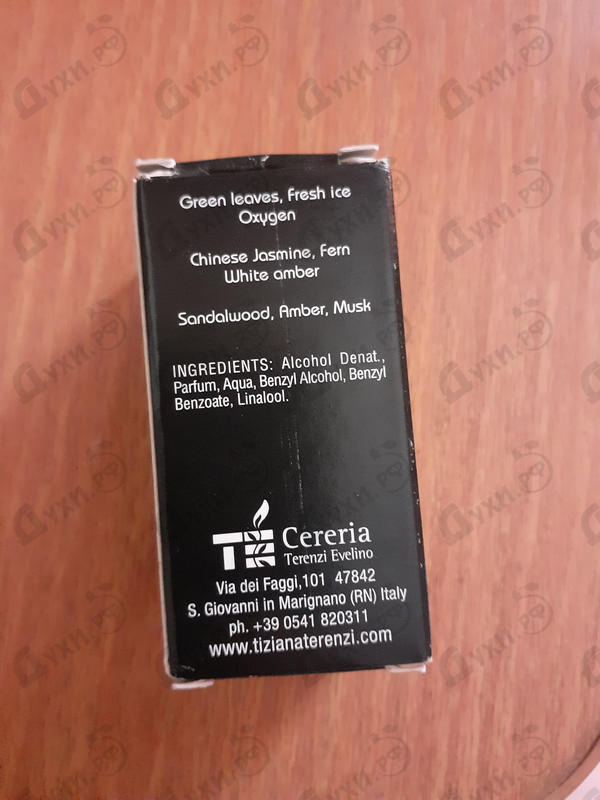 Green leaves, Fresh ice
Oxygen
Chinese Jasmine, Fern
White amber
Sandalwood, Amber, Musk
INGREDIENTS: Alcohol Denat.,
Parfum, Aqua, Benzyl Alcohol, Benzyl
Benzoate, Linalool.
Cereria
Terenzi Evelino
Via dei Faggi,101 47842
S. Giovanni in Marignano (RN) Italy
ph. +39 0541 820311
www.tizianaterenzi.com
Духи.РФ